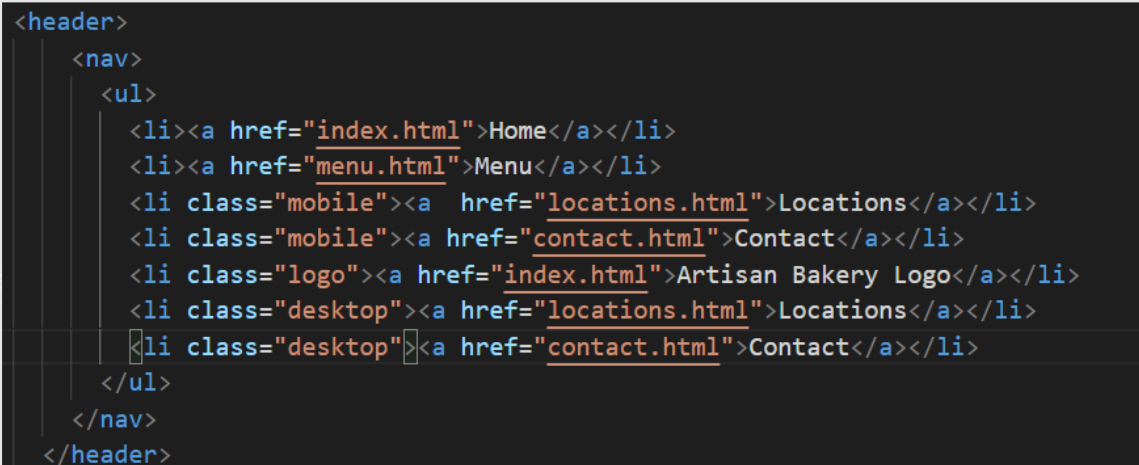 <header>
<nav>
<ul>
<li><a href="index.html">Home</a></li>
<li><a href="menu.html">Menu</a></li>
<li class="mobile"><a  href="locations.html">Locations</a></li>
<li class="mobile"><a href="contact.html">Contact</a></li>
<li class="logo"><a href="index.html">Artisan Bakery Logo</a></li>
<li class="desktop"><a href="locations.html">Locations</a></li>
<li class="desktop"><a href="contact.html">Contact</a></li>
</ul>
</nav>
</header>